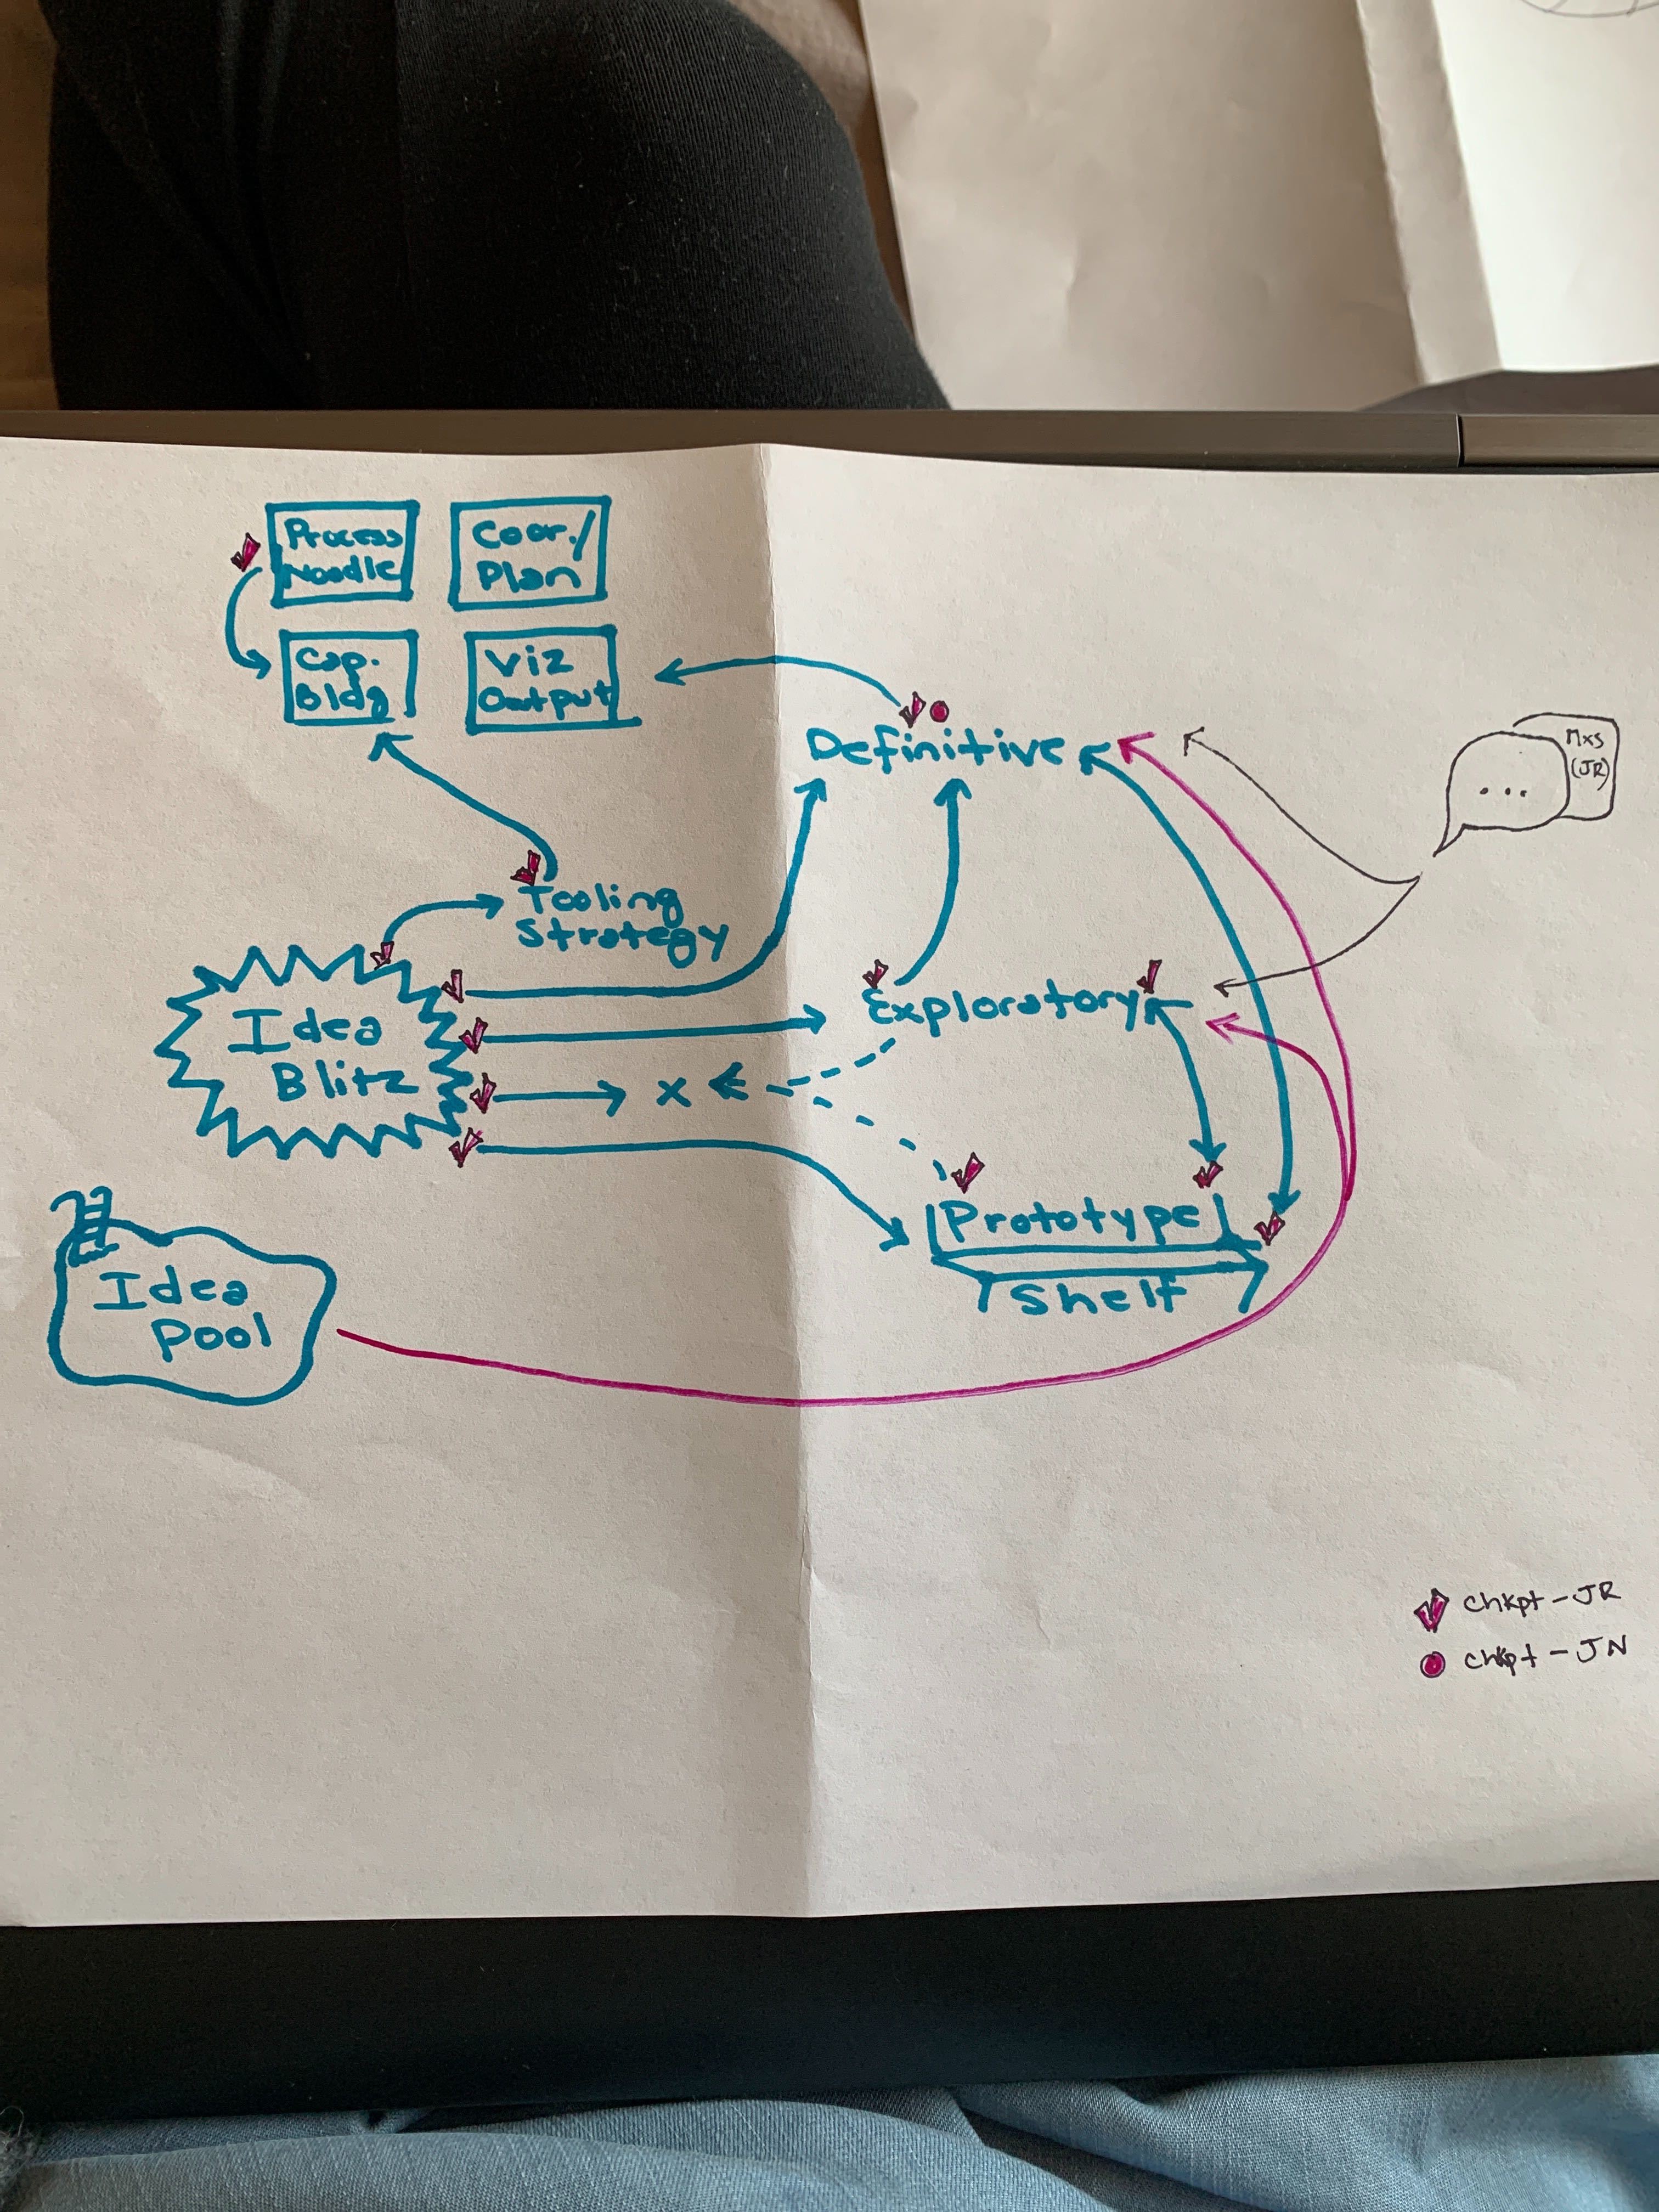 Process
Noodle
Coor./
Plan
Cap.
Bldg
Viz
Output
Definitive
Mxs
(JR)
...
Tooling
Strategy
Idea
Blitz
Exploratory
x
Prototype
Shelf
Idea
Pool
chkpt - JR
chkpt - JN